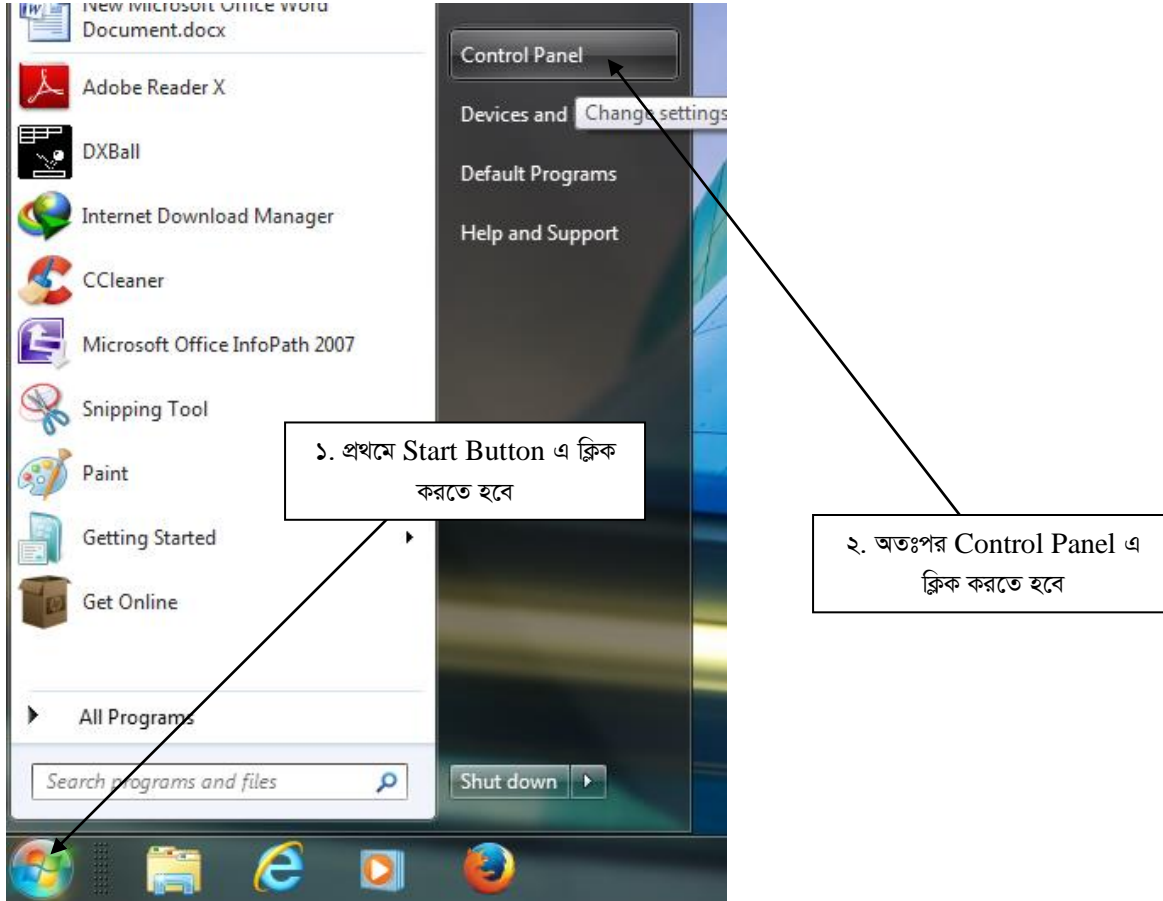 New Microsoft Office Word
Document.docx
Adobe Reader X
DXBall
Internet Download Manager
CCleaner
Microsoft Office InfoPath 2007
Snipping Tool
Paint
Getting Started
Get Online
All Programs
Search programs and files
Control Panel
Devices and
Change settings
Default Programs
Help and Support
Shut down
১. প্রথমে Start Button এ ক্লিক
করতে হবে
২. অতঃপর Control Panel এ
ক্লিক করতে হবে